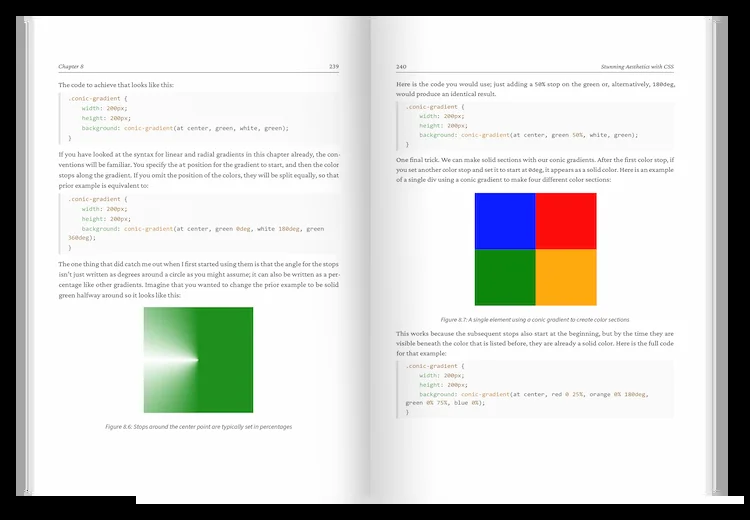 Chapter 8
239
The code to achieve that looks like this:
.conic-gradient {
width: 200px;
height: 200px;
background: conic-gradient(at center, green, white, green);
}
If you have looked at the syntax for linear and radial gradients in this chapter already, the con-
ventions will be familiar. You specify the at position for the gradient to start, and then the color
stops along the gradient. If you omit the position of the colors, they will be split equally, so that
prior example is equivalent to:
.conic-gradient {
width: 200px;
height: 200px;
background: conic-gradient(at center, green 0deg, white 180deg, green
360deg);
}
The one thing that did catch me out when I first started using them is that the angle for the stops
isn't just written as degrees around a circle as you might assume; it can also be written as a per-
centage like other gradients. Imagine that you wanted to change the prior example to be solid
green halfway around so it looks like this:
Figure 8.6: Stops around the center point are typically set in percentages
240
Stunning Aesthetics with CSS
Here is the code you would use; just adding a 50% step on the green or, alternatively, 180deg,
would produce an identical result.
.conic-gradient {
width: 200px;
height: 200px;
background: conic-gradient(at center, green 50%, white, green);
}
One final trick. We can make solid sections with our conic gradients. After the first color stop, if
you set another color stop and set it to start at 0deg, it appears as a solid color. Here is an example
of a single div using a conic gradient to make four different color sections:
Figure 8.7: A single element using a conic gradient to create color sections
This works because the subsequent stops also start at the beginning, but by the time they are
visible beneath the color that is listed before, they are already a solid color. Here is the full code
for that example:
.conic-gradient {
width: 200px;
height: 200px;
background: conic-gradient(at center, red 0 25%, orange 0% 180deg,
green 0% 75%, blue 0%);
}